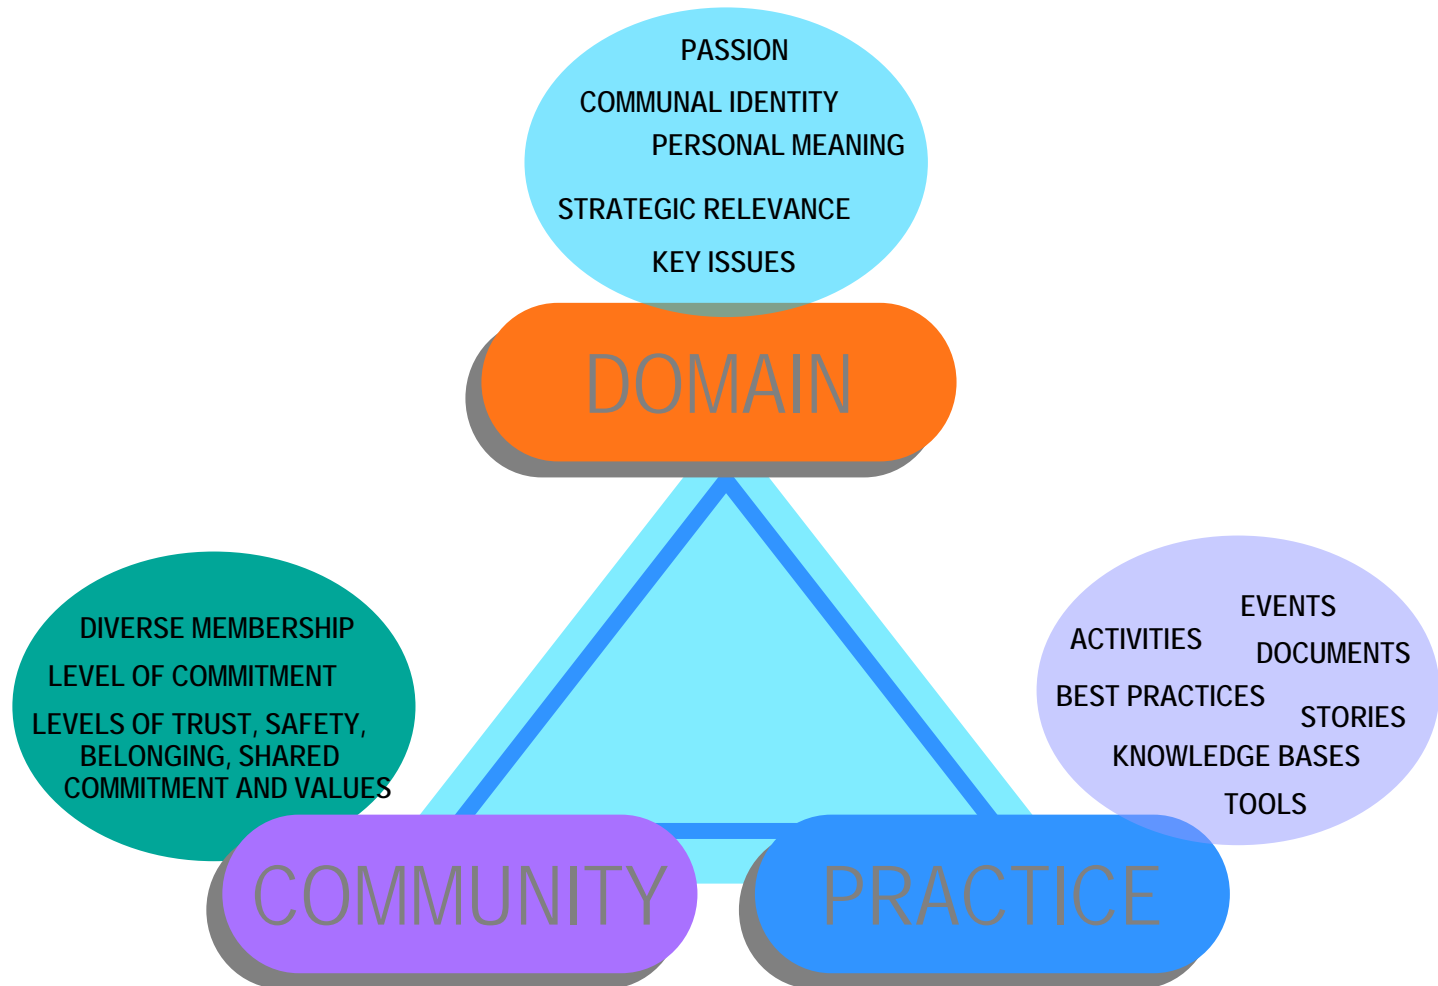 PASSION
COMMUNAL IDENTITY
PERSONAL MEANING
STRATEGIC RELEVANCE
KEY ISSUES
DOMAIN
DIVERSE MEMBERSHIP
LEVEL OF COMMITMENT
LEVELS OF TRUST, SAFETY,
BELONGING, SHARED
COMMITMENT AND VALUES
COMMUNITY
EVENTS
ACTIVITIES
DOCUMENTS
BEST PRACTICES
STORIES
KNOWLEDGE BASES
TOOLS
PRACTICE